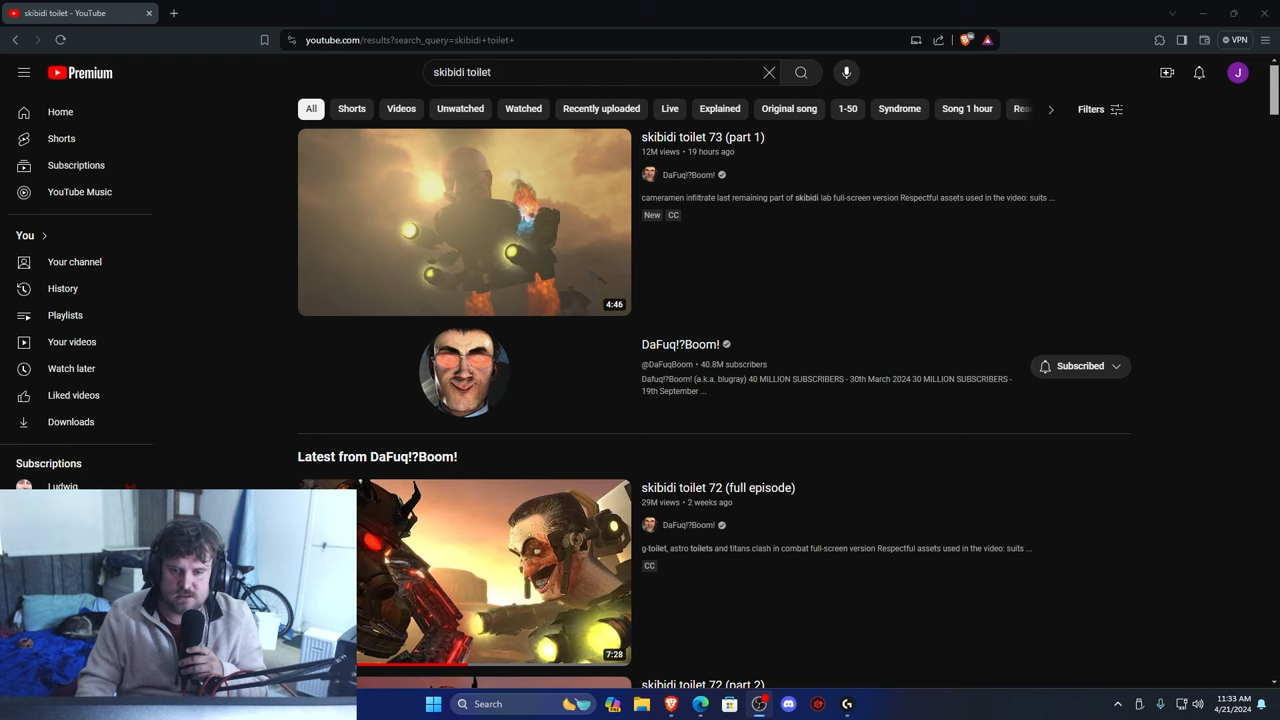 skibidi toilet - YouTube
youtube.com/results?search_query=skibidi+toilet+
VPN
Premium
skibidi toilet
J
All
Shorts
Videos
Unwatched
Watched
Recently uploaded
Live
Explained
Original song
1-50
Syndrome
Song 1 hour
Filters
Home
Shorts
Subscriptions
YouTube Music
You
Your channel
History
Playlists
Your videos
Watch later
Liked videos
Downloads
Subscriptions
Ludwig
4:46
skibidi toilet 73 (part 1)
12M views • 19 hours ago
DaFuq!?Boom!
cameramen infiltrate last remaining part of skibidi lab full-screen version Respectful assets used in the video: suits ...
New CC
DaFuq!?Boom!
@DaFuqBoom • 40.8M subscribers
Dafuq!?Boom! (a.k.a. blugray) 40 MILLION SUBSCRIBERS - 30th March 2024 30 MILLION SUBSCRIBERS -
19th September ...
Subscribed
Latest from DaFuq!?Boom!
7:28
skibidi toilet 72 (full episode)
29M views • 2 weeks ago
DaFuq!?Boom!
g-toilet, astro toilets and titans clash in combat full-screen version Respectful assets used in the video: suits ...
CC
skibidi toilet 72 (part 2)
Search
11:33 AM
4/21/2024